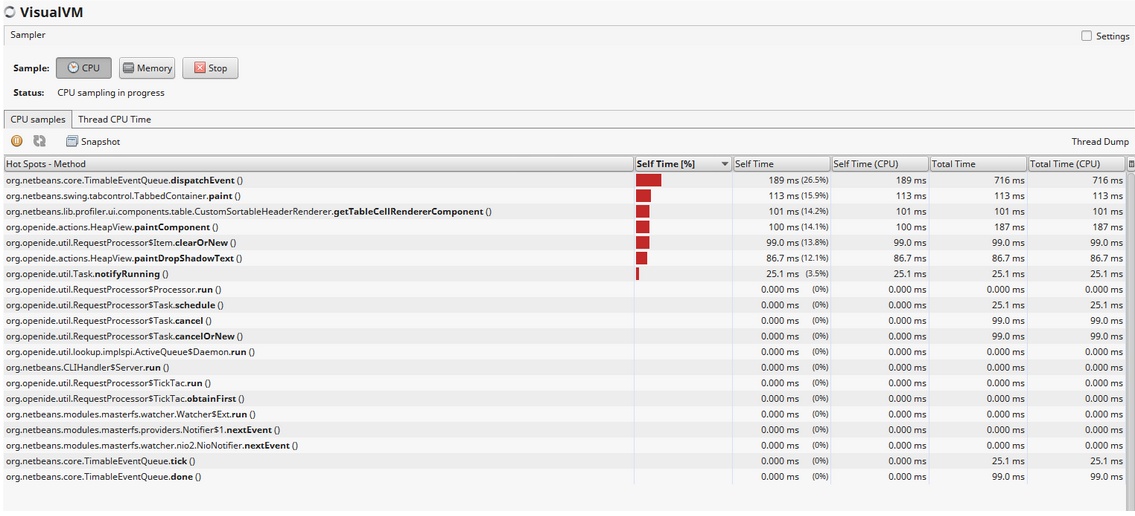 VisualVM
Sampler
Settings
Sample: CPU Memory Stop
Status: CPU sampling in progress
CPU samples Thread CPU Time
Snapshot Thread Dump
Hot Spots - Method Self Time [%] Self Time Self Time (CPU) Total Time Total Time (CPU)
org.netbeans.core.TimableEventQueue.dispatchEvent () 189 ms (26.5%) 189 ms 716 ms 716 ms
org.netbeans.swing.tabcontrol.TabbedContainer.paint () 113 ms (15.9%) 113 ms 113 ms 113 ms
org.netbeans.lib.profiler.ui.components.table.CustomSortableHeaderRenderer.getTableCellRendererComponent () 101 ms (14.2%) 101 ms 101 ms 101 ms
org.openide.actions.HeapView.paintComponent () 100 ms (14.1%) 100 ms 187 ms 187 ms
org.openide.util.RequestProcessor$Item.clearOrNew () 99.0 ms (13.8%) 99.0 ms 99.0 ms 99.0 ms
org.openide.actions.HeapView.paintDropShadowText () 86.7 ms (12.1%) 86.7 ms 86.7 ms 86.7 ms
org.openide.util.Task.notifyRunning () 25.1 ms (3.5%) 25.1 ms 25.1 ms 25.1 ms
org.openide.util.RequestProcessor$Processor.run () 0.000 ms (0%) 0.000 ms 0.000 ms 0.000 ms
org.openide.util.RequestProcessor$Task.schedule () 0.000 ms (0%) 0.000 ms 25.1 ms 25.1 ms
org.openide.util.RequestProcessor$Task.cancel () 0.000 ms (0%) 0.000 ms 99.0 ms 99.0 ms
org.openide.util.RequestProcessor$Task.cancelOrNew () 0.000 ms (0%) 0.000 ms 99.0 ms 99.0 ms
org.openide.util.lookup.implspi.ActiveQueue$Daemon.run () 0.000 ms (0%) 0.000 ms 0.000 ms 0.000 ms
org.netbeans.CLIHandler$Server.run () 0.000 ms (0%) 0.000 ms 0.000 ms 0.000 ms
org.openide.util.RequestProcessor$TickTac.run () 0.000 ms (0%) 0.000 ms 0.000 ms 0.000 ms
org.openide.util.RequestProcessor$TickTac.obtainFirst () 0.000 ms (0%) 0.000 ms 0.000 ms 0.000 ms
org.netbeans.modules.masterfs.watcher.Watcher$Ext.run () 0.000 ms (0%) 0.000 ms 0.000 ms 0.000 ms
org.netbeans.modules.masterfs.providers.Notifier$1.nextEvent () 0.000 ms (0%) 0.000 ms 0.000 ms 0.000 ms
org.netbeans.modules.masterfs.watcher.nio2.NioNotifier.nextEvent () 0.000 ms (0%) 0.000 ms 0.000 ms 0.000 ms
org.netbeans.core.TimableEventQueue.tick () 0.000 ms (0%) 0.000 ms 25.1 ms 25.1 ms
org.netbeans.core.TimableEventQueue.done () 0.000 ms (0%) 0.000 ms 99.0 ms 99.0 ms